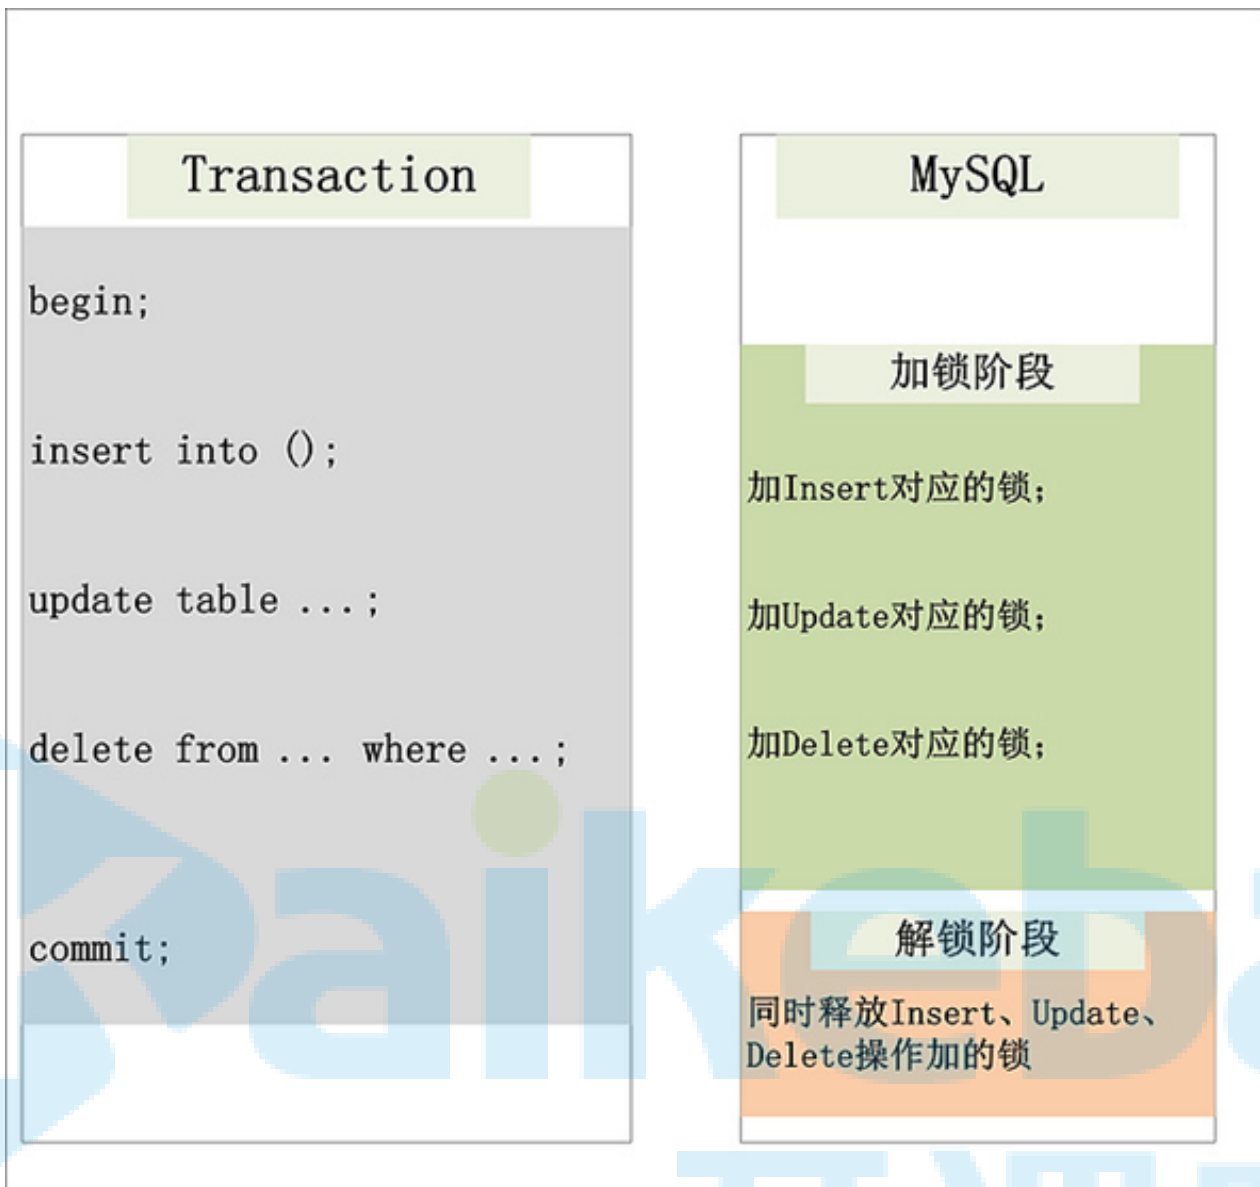 Transaction
begin;
insert into ();
update table ...;
delete from ... where ...;
commit;
MySQL
加锁阶段
加Insert对应的锁;
加Update对应的锁;
加Delete对应的锁;
解锁阶段
同时释放Insert、Update、
Delete操作加的锁
aikeba